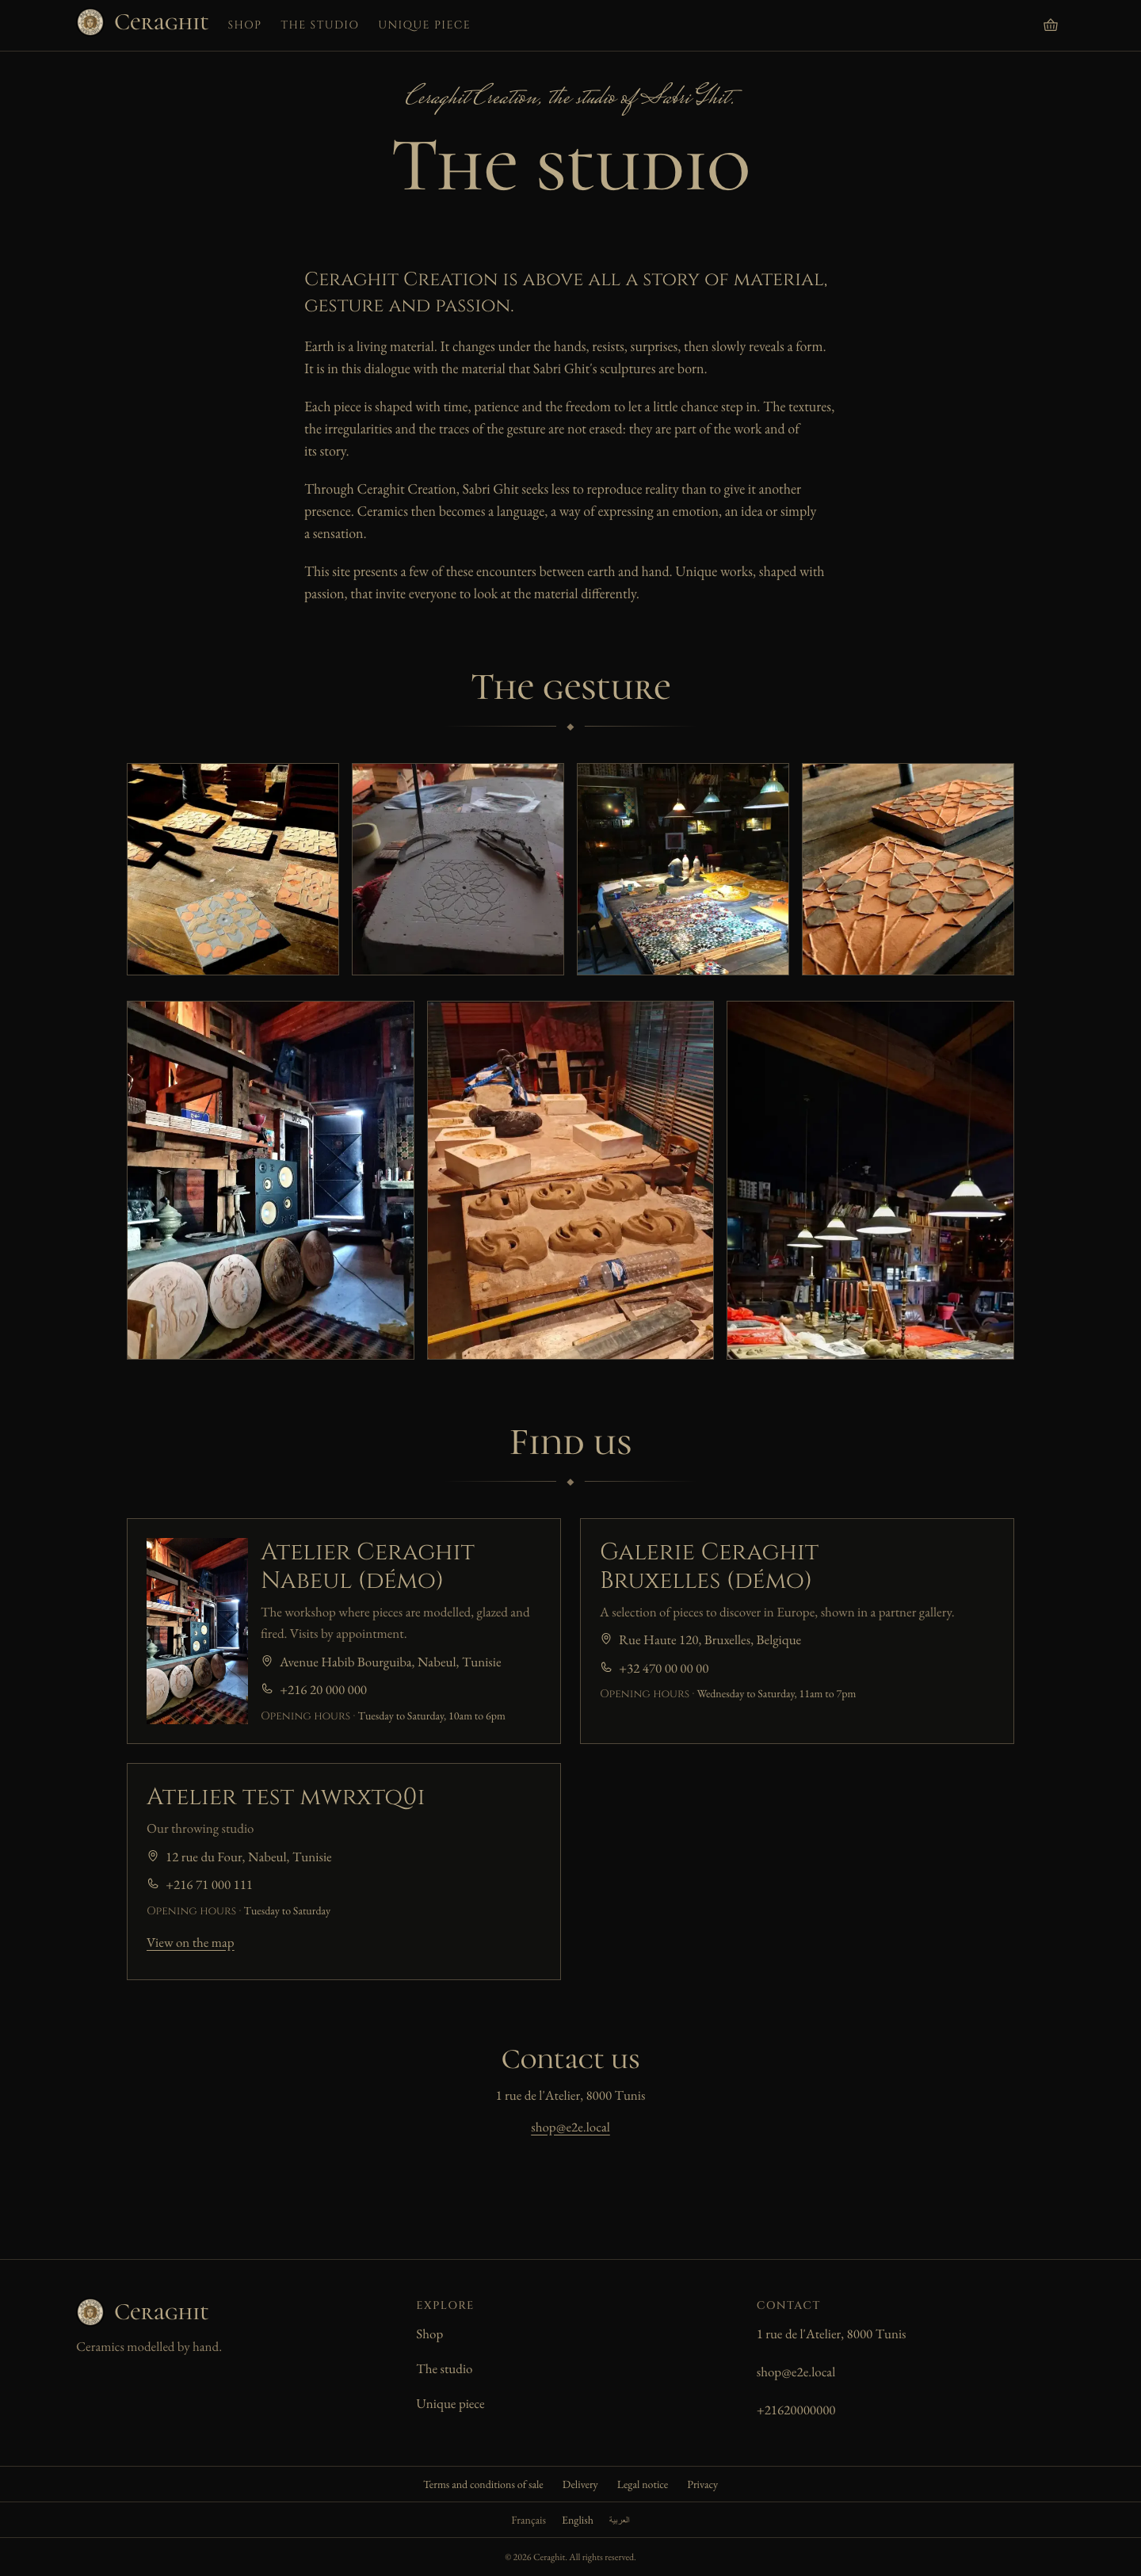 Ceraghit
SHOP
THE STUDIO
UNIQUE PIECE
Ceraghit Creation, the studio of Sabri Ghit.
The studio
Ceraghit Creation is above all a story of material,
gesture and passion.
Earth is a living material. It changes under the hands, resists, surprises, then slowly reveals a form.
It is in this dialogue with the material that Sabri Ghit's sculptures are born.
Each piece is shaped with time, patience and the freedom to let a little chance step in. The textures,
the irregularities and the traces of the gesture are not erased: they are part of the work and of
its story.
Through Ceraghit Creation, Sabri Ghit seeks less to reproduce reality than to give it another
presence. Ceramics then becomes a language, a way of expressing an emotion, an idea or simply
a sensation.
This site presents a few of these encounters between earth and hand. Unique works, shaped with
passion, that invite everyone to look at the material differently.
The gesture
Find us
Atelier Ceraghit
Nabeul (démo)
The workshop where pieces are modelled, glazed and
fired. Visits by appointment.
Avenue Habib Bourguiba, Nabeul, Tunisie
+216 20 000 000
Opening hours · Tuesday to Saturday, 10am to 6pm
Galerie Ceraghit
Bruxelles (démo)
A selection of pieces to discover in Europe, shown in a partner gallery.
Rue Haute 120, Bruxelles, Belgique
+32 470 00 00 00
Opening hours · Wednesday to Saturday, 11am to 7pm
Atelier test mwrxtq0i
Our throwing studio
12 rue du Four, Nabeul, Tunisie
+216 71 000 111
Opening hours · Tuesday to Saturday
View on the map
Contact us
1 rue de l'Atelier, 8000 Tunis
shop@e2e.local
Ceraghit
Ceramics modelled by hand.
EXPLORE
Shop
The studio
Unique piece
CONTACT
1 rue de l'Atelier, 8000 Tunis
shop@e2e.local
+21620000000
Terms and conditions of sale
Delivery
Legal notice
Privacy
Français
English
العربية
© 2026 Ceraghit. All rights reserved.